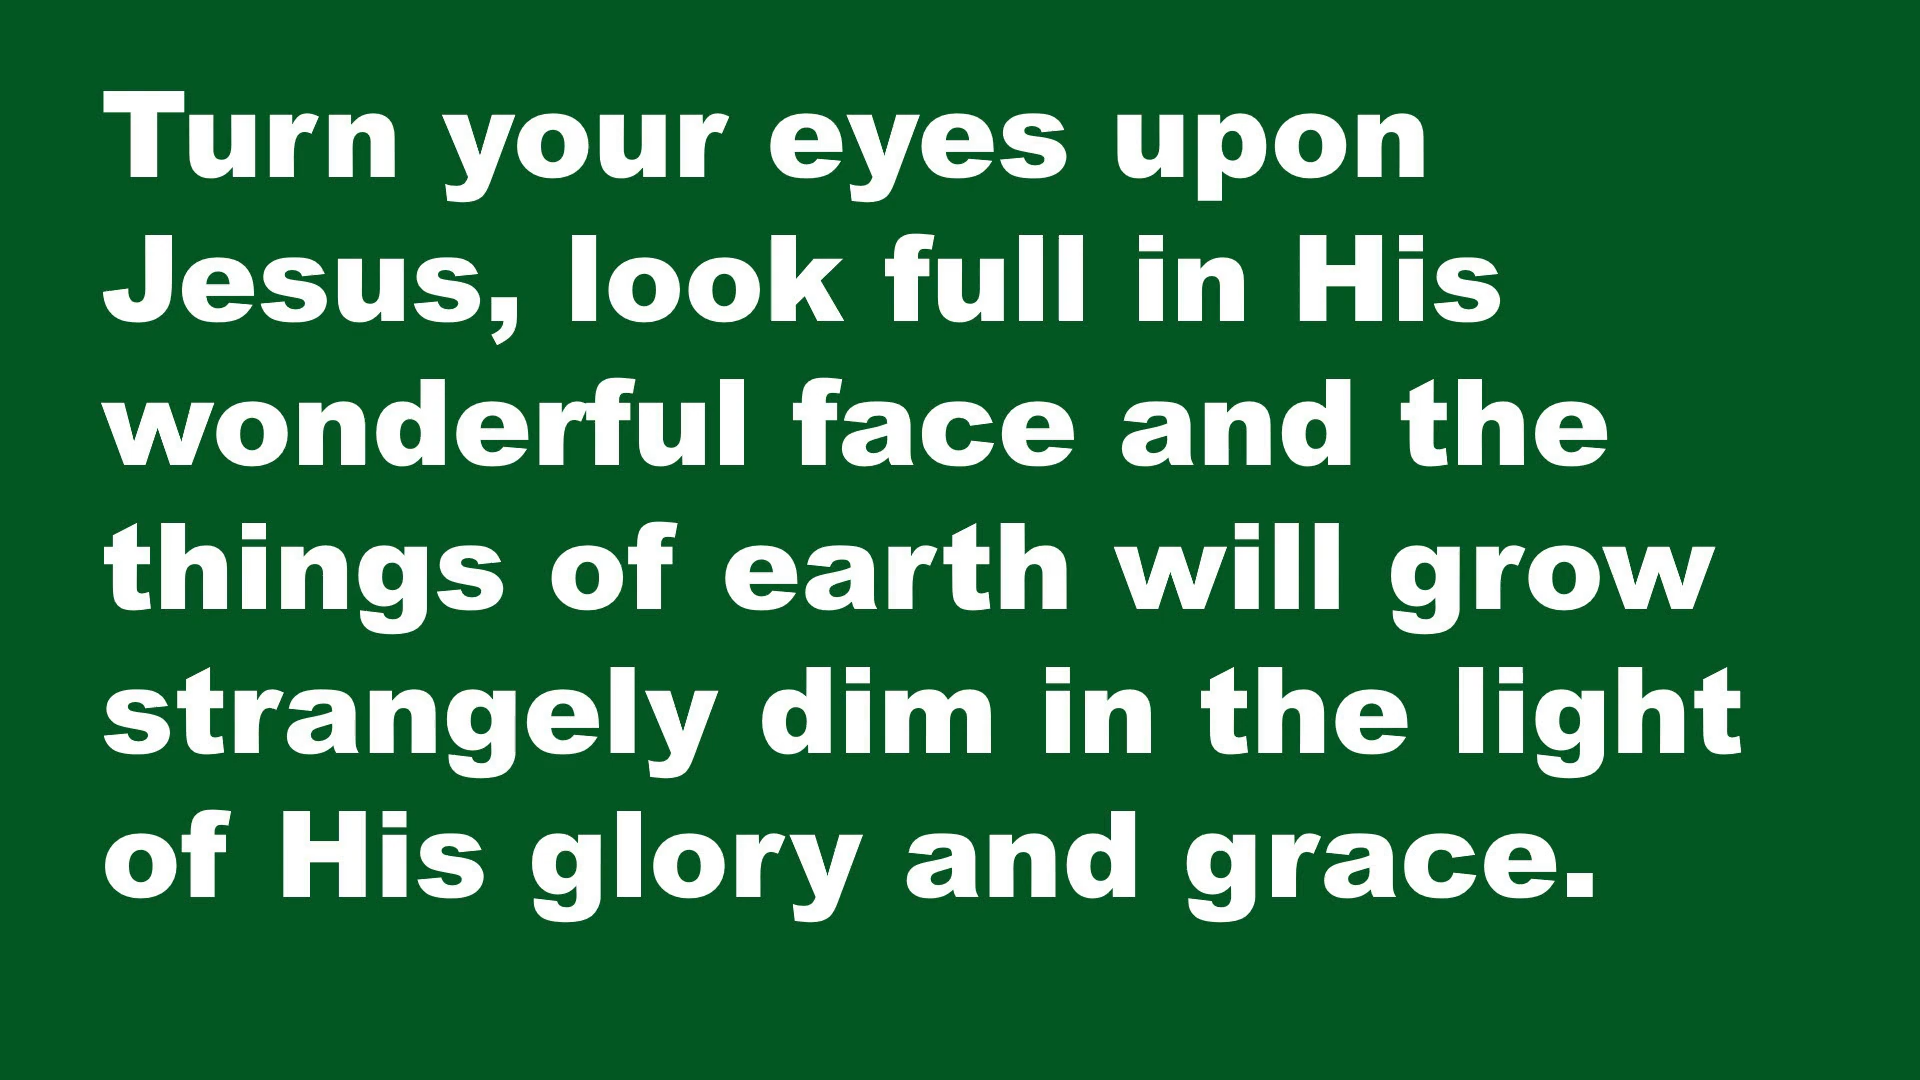 Turn your eyes upon
Jesus, look full in His
wonderful face and the
things of earth will grow
strangely dim in the light
of His glory and grace.